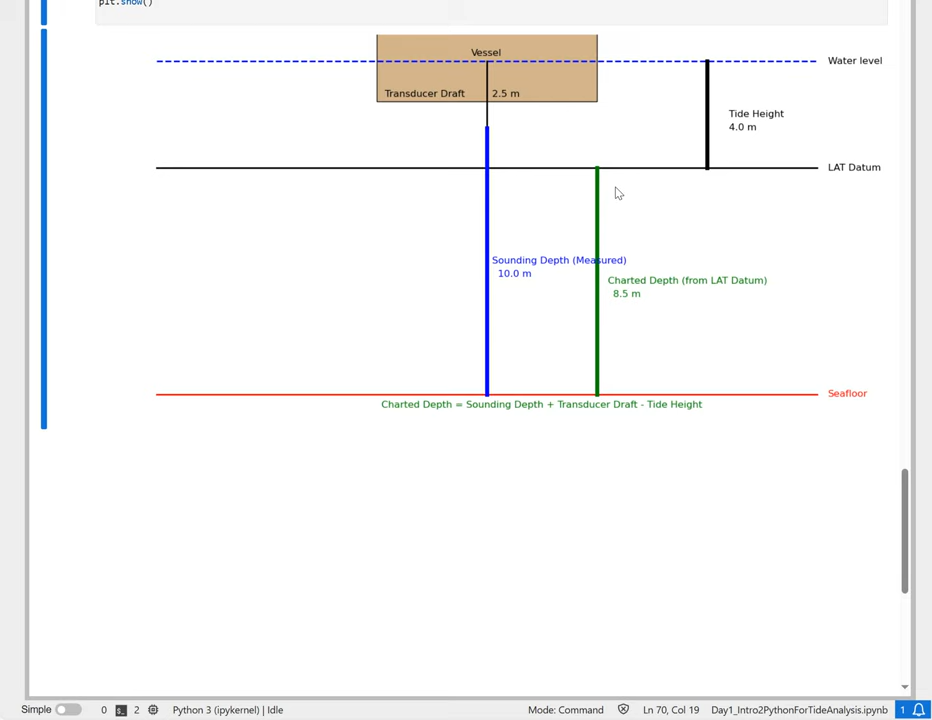 plt.show()
Vessel
Water level
Transducer Draft 2.5 m
Tide Height
4.0 m
LAT Datum
Sounding Depth (Measured)
10.0 m
Charted Depth (from LAT Datum)
8.5 m
Seafloor
Charted Depth = Sounding Depth + Transducer Draft - Tide Height
Simple 0 2 Python 3 (ipykernel) | Idle Mode: Command Ln 70, Col 19 Day1_Intro2PythonForTideAnalysis.ipynb 1